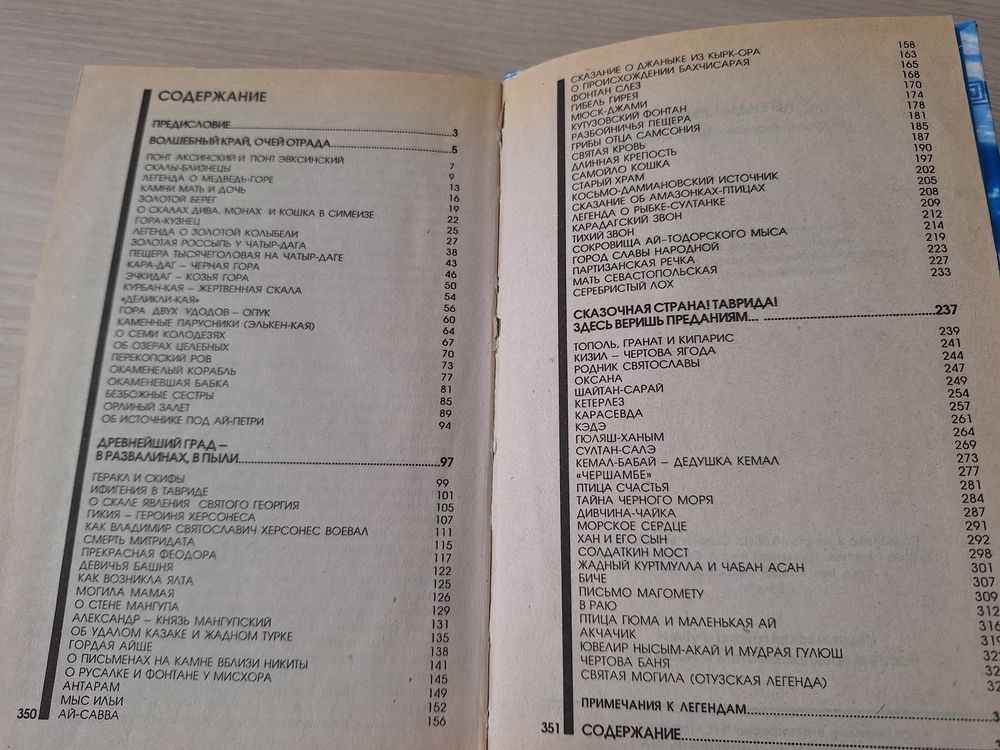 СОДЕРЖАНИЕ
ПРЕДИСЛОВИЕ 3
ВОЛШЕБНЫЙ КРАЙ, ОЧЕЙ ОТРАДА 5
ПОНТ АКСИНСКИЙ И ПОНТ ЭВКСИНСКИЙ 7
СКАЛЫ-БЛИЗНЕЦЫ 9
ЛЕГЕНДА О МЕДВЕДЬ-ГОРЕ 13
КАМНИ МАТЬ И ДОЧЬ 16
ЗОЛОТОЙ БЕРЕГ 19
О СКАЛАХ ДИВА, МОНАХ И КОШКА В СИМЕИЗЕ 22
ГОРА-КУЗНЕЦ 25
ЛЕГЕНДА О ЗОЛОТОЙ КОЛЫБЕЛИ 27
ЗОЛОТАЯ РОССЫПЬ У ЧАТЫР-ДАГА 38
ПЕЩЕРА ТЫСЯЧЕГОЛОВАЯ НА ЧАТЫР-ДАГЕ 43
КАРА-ДАГ – ЧЕРНАЯ ГОРА 46
ЭЧКИДАГ – КОЗЬЯ ГОРА 50
КУРБАН-КАЯ – ЖЕРТВЕННАЯ СКАЛА 54
«ДЕЛИКЛИ-КАЯ» 56
ГОРА ДВУХ УДОДОВ – ОПУК 60
КАМЕННЫЕ ПАРУСНИКИ (ЭЛЬКЕН-КАЯ) 64
О СЕМИ КОЛОДЕЗЯХ 67
ОБ ОЗЕРАХ ЦЕЛЕБНЫХ 70
ПЕРЕКОПСКИЙ РОВ 73
ОКАМЕНЕЛЫЙ КОРАБЛЬ 77
ОКАМЕНЕВШАЯ БАБКА 81
БЕЗБОЖНЫЕ СЕСТРЫ 85
ОРЛИНЫЙ ЗАЛЕТ 89
ОБ ИСТОЧНИКЕ ПОД АЙ-ПЕТРИ 94
ДРЕВНЕЙШИЙ ГРАД –
В РАЗВАЛИНАХ, В ПЫЛИ 97
ГЕРАКЛ И СКИФЫ 99
ИФИГЕНИЯ В ТАВРИДЕ 101
О СКАЛЕ ЯВЛЕНИЯ СВЯТОГО ГЕОРГИЯ 105
ГИКИЯ – ГЕРОИНЯ ХЕРСОНЕСА 107
КАК ВЛАДИМИР СВЯТОСЛАВИЧ ХЕРСОНЕС ВОЕВАЛ 111
СМЕРТЬ МИТРИДАТА 115
ПРЕКРАСНАЯ ФЕОДОРА 117
ДЕВИЧЬЯ БАШНЯ 122
КАК ВОЗНИКЛА ЯЛТА 125
МОГИЛА МАМАЯ 126
О СТЕНЕ МАНГУПА 129
АЛЕКСАНДР – КНЯЗЬ МАНГУПСКИЙ 131
ОБ УДАЛОМ КАЗАКЕ И ЖАДНОМ ТУРКЕ 135
ГОРДАЯ АЙШЕ 138
О ПИСЬМЕНАХ НА КАМНЕ ВБЛИЗИ НИКИТЫ 141
О РУСАЛКЕ И ФОНТАНЕ У МИСХОРА 145
АНТАРАМ 149
МЫС ИЛЬИ 152
АЙ-САВВА 156
350
СКАЗАНИЕ О ДЖАНЫКЕ ИЗ КЫРК-ОРА 158
О ПРОИСХОЖДЕНИИ БАХЧИСАРАЯ 163
ФОНТАН СЛЕЗ 165
ГИБЕЛЬ ГИРЕЯ 168
МЮСК-ДЖАМИ 170
КУТУЗОВСКИЙ ФОНТАН 174
РАЗБОЙНИЧЬЯ ПЕЩЕРА 178
ГРИБЫ ОТЦА САМСОНИЯ 181
СВЯТАЯ КРОВЬ 185
ДЛИННАЯ КРЕПОСТЬ 187
САМОЙЛО КОШКА 190
СТАРЫЙ ХРАМ 197
КОСЬМО-ДАМИАНОВСКИЙ ИСТОЧНИК 202
СКАЗАНИЕ ОБ АМАЗОНКАХ-ПТИЦАХ 205
ЛЕГЕНДА О РЫБКЕ-СУЛТАНКЕ 208
КАРАДАГСКИЙ ЗВОН 209
ТИХИЙ ЗВОН 212
СОКРОВИЩА АЙ-ТОДОРСКОГО МЫСА 214
ГОРОД СЛАВЫ НАРОДНОЙ 219
ПАРТИЗАНСКАЯ РЕЧКА 223
МАТЬ СЕВАСТОПОЛЬСКАЯ 227
СЕРЕБРИСТЫЙ ЛОХ 233
СКАЗОЧНАЯ СТРАНА! ТАВРИДА!
ЗДЕСЬ ВЕРИШЬ ПРЕДАНИЯМ... 237
ТОПОЛЬ, ГРАНАТ И КИПАРИС 239
КИЗИЛ – ЧЕРТОВА ЯГОДА 241
РОДНИК СВЯТОСЛАВЫ 244
ОКСАНА 247
ШАЙТАН-САРАЙ 249
КЕТЕРЛЕЗ 254
КАРАСЕВДА 257
КЭДЭ 261
ГЮЛЯШ-ХАНЫМ 264
СУЛТАН-САЛЭ 269
КЕМАЛ-БАБАЙ – ДЕДУШКА КЕМАЛ 273
«ЧЕРШАМБЕ» 277
ПТИЦА СЧАСТЬЯ 281
ТАЙНА ЧЕРНОГО МОРЯ 284
ДИВЧИНА-ЧАЙКА 287
МОРСКОЕ СЕРДЦЕ 291
ХАН И ЕГО СЫН 292
СОЛДАТКИН МОСТ 298
ЖАДНЫЙ КУРТМУЛЛА И ЧАБАН АСАН 301
БИЧЕ 307
ПИСЬМО МАГОМЕТУ 309
В РАЮ 312
ПТИЦА ГЮМА И МАЛЕНЬКАЯ АЙ 316
АКЧАЧИК 319
ЮВЕЛИР НЫСЫМ-АКАЙ И МУДРАЯ ГУЛЮШ
ЧЕРТОВА БАНЯ
СВЯТАЯ МОГИЛА (ОТУЗСКАЯ ЛЕГЕНДА)
ПРИМЕЧАНИЯ К ЛЕГЕНДАМ
СОДЕРЖАНИЕ
351